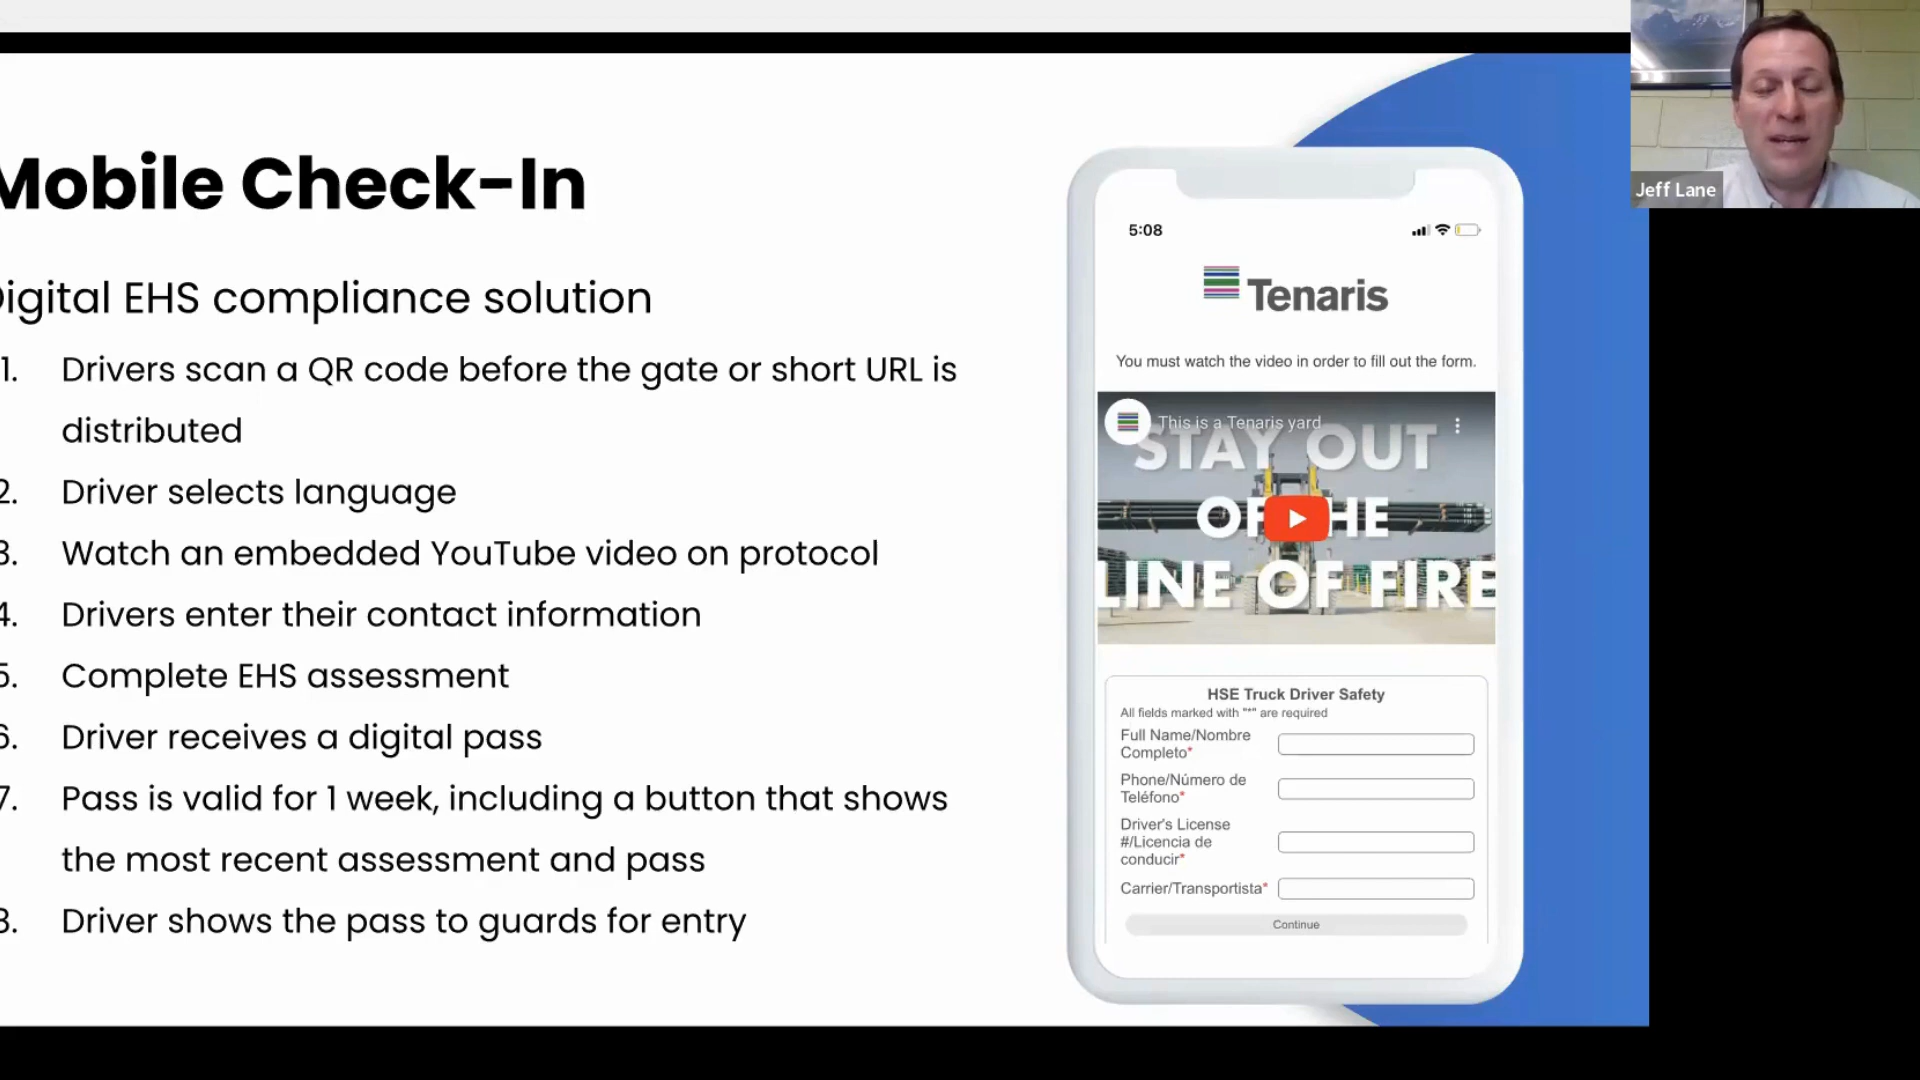 Mobile Check-In
Digital EHS compliance solution
1. Drivers scan a QR code before the gate or short URL is
distributed
2. Driver selects language
3. Watch an embedded YouTube video on protocol
4. Drivers enter their contact information
5. Complete EHS assessment
6. Driver receives a digital pass
7. Pass is valid for 1 week, including a button that shows
the most recent assessment and pass
8. Driver shows the pass to guards for entry
5:08
Tenaris
You must watch the video in order to fill out the form.
This is a Tenaris yard
STAY OUT
OF THE
LINE OF FIRE
HSE Truck Driver Safety
All fields marked with "*" are required
Full Name/Nombre
Completo*
Phone/Número de
Teléfono*
Driver's License
#/Licencia de
conducir*
Carrier/Transportista*
Continue
Jeff Lane